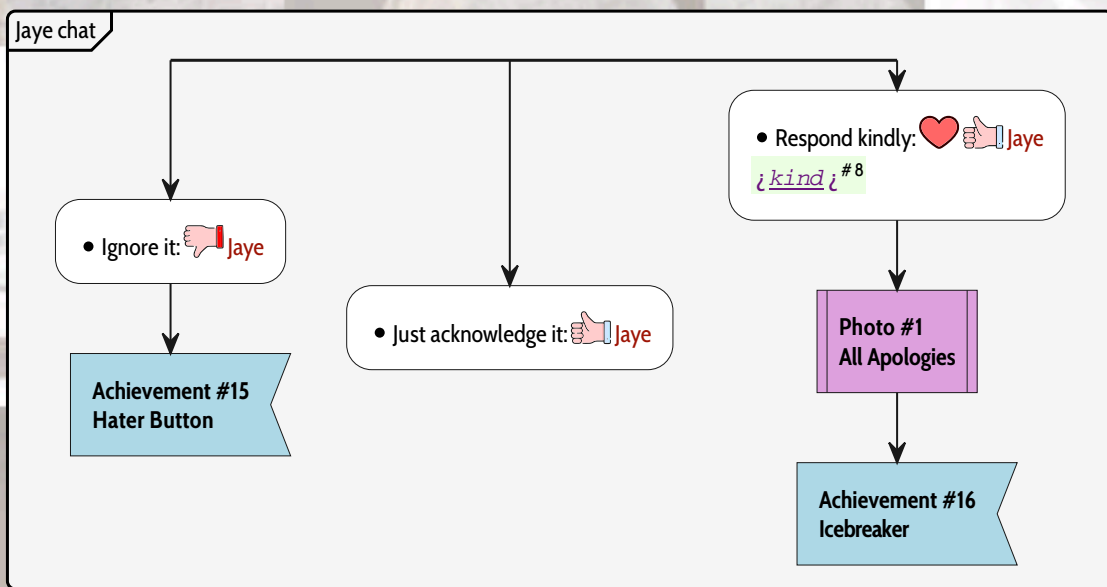 Jaye chat
• Respond kindly: Jaye
¿kind¿#8
• Ignore it: Jaye
• Just acknowledge it: Jaye
Photo #1
All Apologies
Achievement #15
Hater Button
Achievement #16
Icebreaker